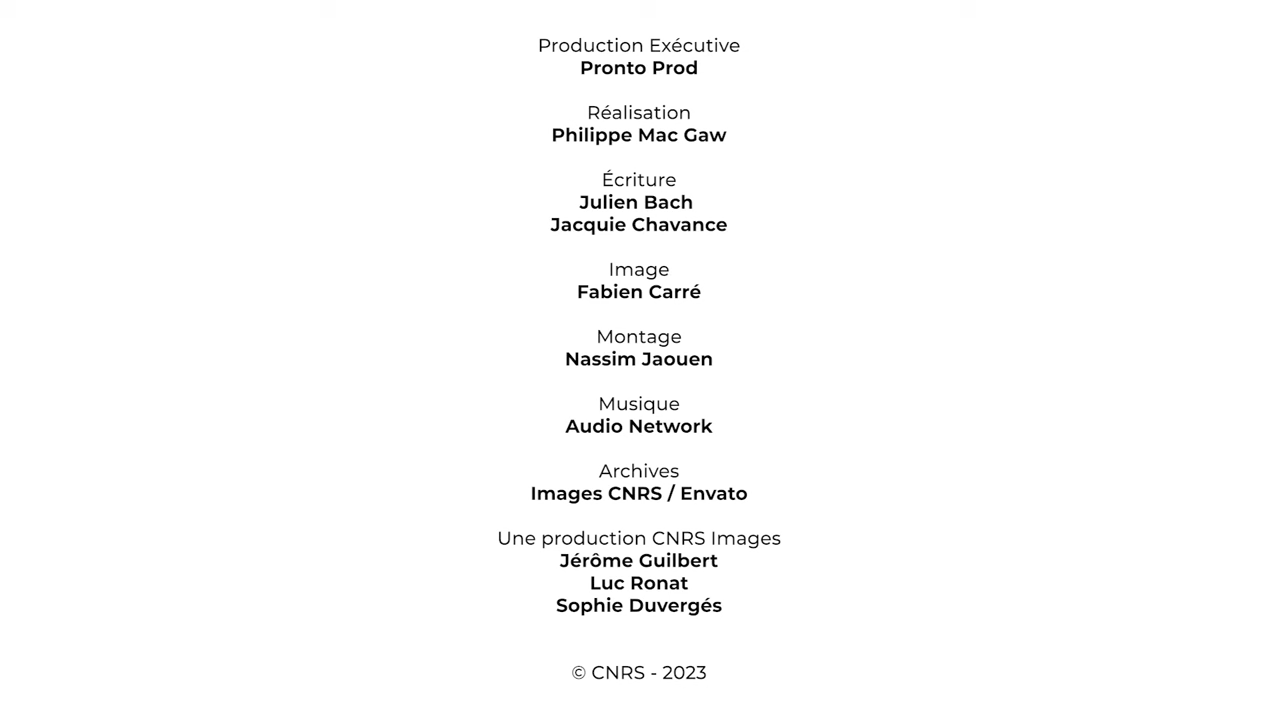 Production Exécutive
Pronto Prod
Réalisation
Philippe Mac Gaw
Écriture
Julien Bach
Jacquie Chavance
Image
Fabien Carré
Montage
Nassim Jaouen
Musique
Audio Network
Archives
Images CNRS / Envato
Une production CNRS Images
Jérôme Guilbert
Luc Ronat
Sophie Duvergés
© CNRS - 2023